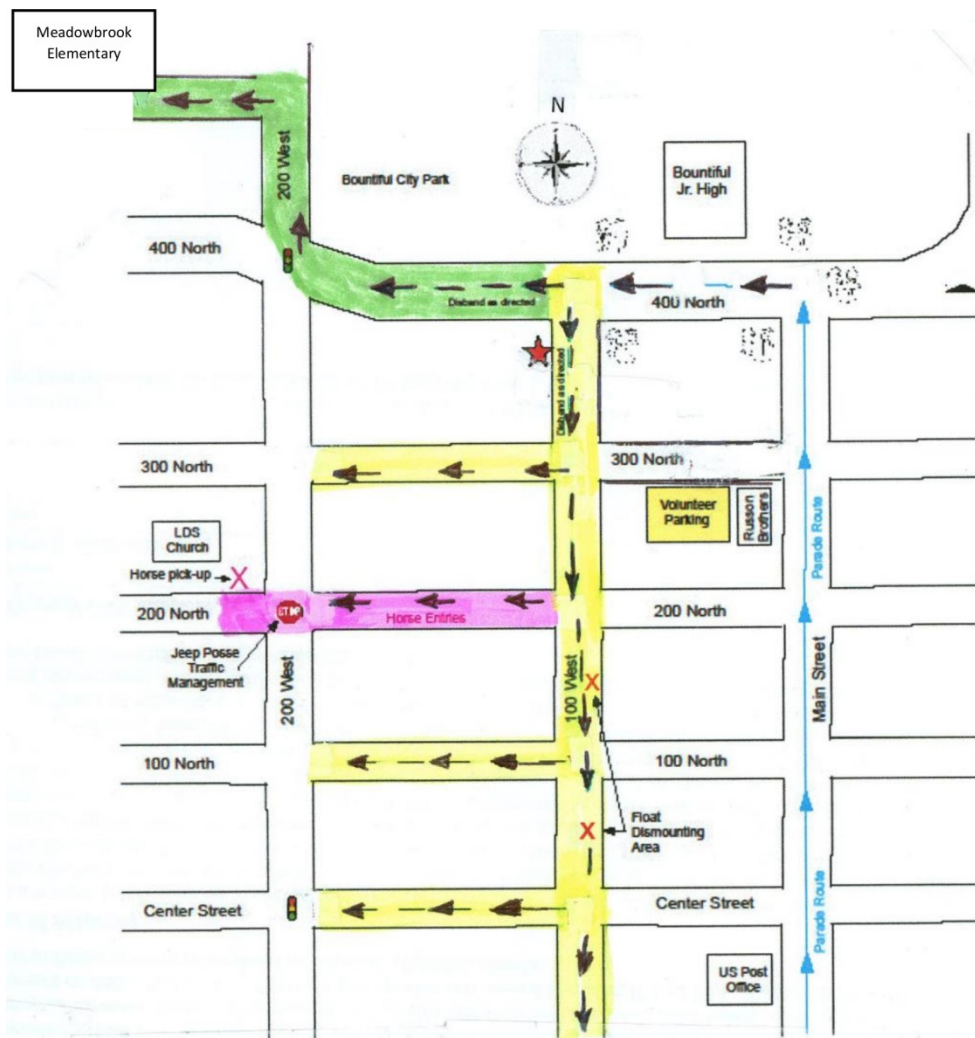 Meadowbrook
Elementary
N
200 West
Bountiful City Park
Bountiful
Jr. High
400 North
Disband as directed
400 North
Disband as directed
300 North
300 North
Volunteer
Parking
Russon
Brothers
Parade Route
LDS
Church
Horse pick-up
X
200 North
STOP
Horse Entries
200 North
Jeep Posse
Traffic
Management
200 West
100 West
X
Main Street
100 North
100 North
X
Float
Dismounting
Area
Center Street
Center Street
Parade Route
US Post
Office